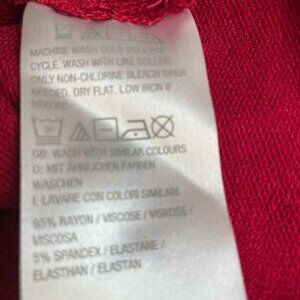 MACHINE WASH COLD DELICATE
CYCLE. WASH WITH LIKE COLORS.
ONLY NON-CHLORINE BLEACH WHEN
NEEDED. DRY FLAT. LOW IRON IF
GB: WASH WITH SIMILAR COLOURS
D: MIT ÄHNLICHEN FARBEN
WASCHEN
I: LAVARE CON COLORI SIMILARI
95% RAYON / VISCOSE / VISKOSE /
VISCOSA
5% SPANDEX / ELASTANE /
ELASTHAN / ELASTAN